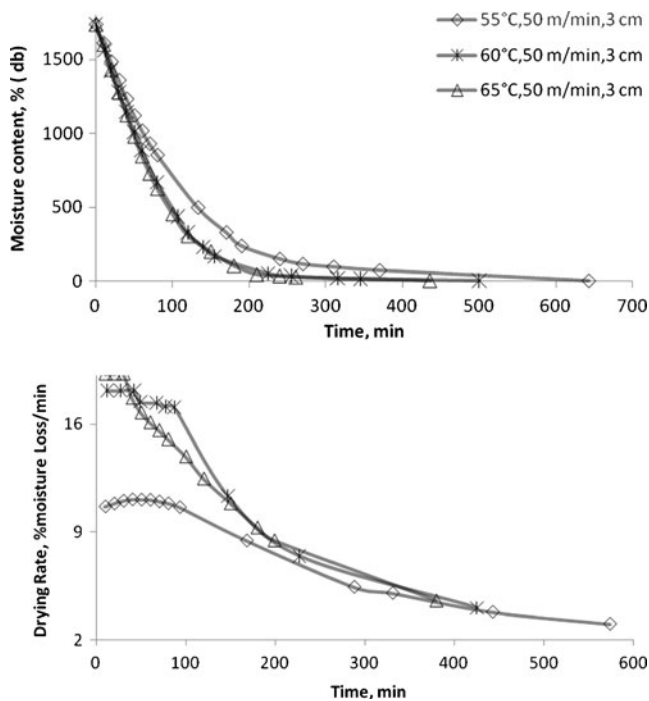 55°C,50 m/min,3 cm
60°C,50 m/min,3 cm
65°C,50 m/min,3 cm
Moisture content, % ( db)
1500
1000
500
0
0 100 200 300 400 500 600 700
Time, min
Drying Rate, %moisture Loss/min
16
9
2
0 100 200 300 400 500 600
Time, min